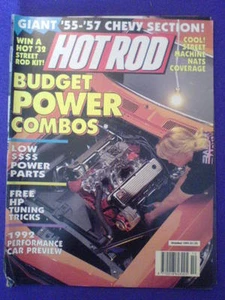 GIANT '55-'57 CHEVY SECTION!
WIN A
HOT '32
STREET
ROD KIT!
HOT ROD
COOL!
STREET
MACHINE
NATS
COVERAGE
BUDGET
POWER
COMBOS
LOW
$$$$
POWER
PARTS
FREE
HP
TUNING
TRICKS
1992
PERFORMANCE
CAR PREVIEW